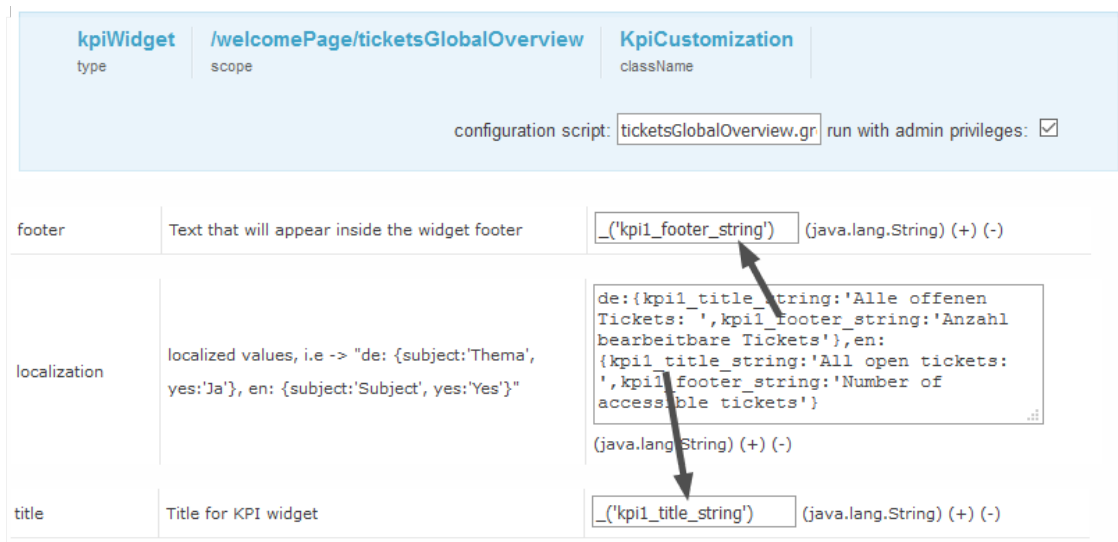 kpiWidget /welcomePage/ticketsGlobalOverview KpiCustomization
type scope className
configuration script: ticketsGlobalOverview.gr run with admin privileges:
footer Text that will appear inside the widget footer _('kpi1_footer_string') (java.lang.String) (+) (-)
de:{kpi1_title_string:'Alle offenen
Tickets: ',kpi1_footer_string:'Anzahl
bearbeitbare Tickets'},en:
{kpi1_title_string:'All open tickets:
',kpi1_footer_string:'Number of
accessible tickets'}
localization localized values, i.e -> "de: {subject:'Thema',
yes:'Ja'}, en: {subject:'Subject', yes:'Yes'}"
(java.lang.String) (+) (-)
title Title for KPI widget _('kpi1_title_string') (java.lang.String) (+) (-)